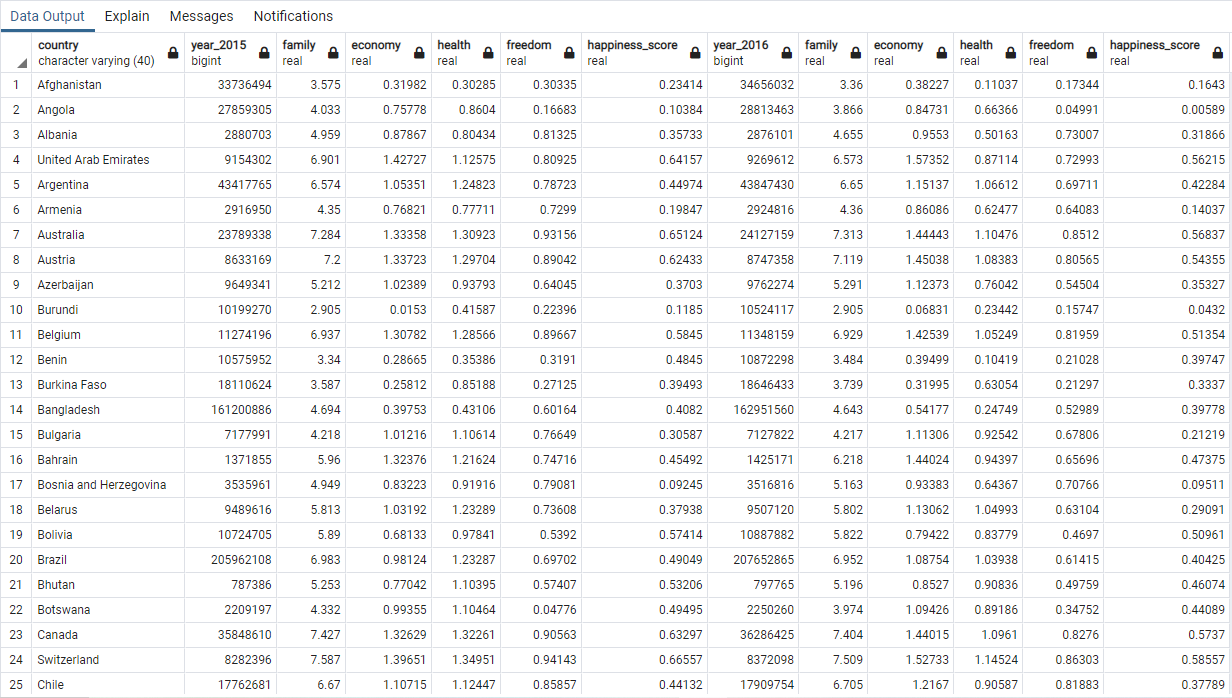 Data Output Explain Messages Notifications
country year_2015 family economy health freedom happiness_score year_2016 family economy health freedom happiness_score
character varying (40) bigint real real real real real bigint real real real real real
1 Afghanistan 33736494 3.575 0.31982 0.30285 0.30335 0.23414 34656032 3.36 0.38227 0.11037 0.17344 0.1643
2 Angola 27859305 4.033 0.75778 0.8604 0.16683 0.10384 28813463 3.866 0.84731 0.66366 0.04991 0.00589
3 Albania 2880703 4.959 0.87867 0.80434 0.81325 0.35733 2876101 4.655 0.9553 0.50163 0.73007 0.31866
4 United Arab Emirates 9154302 6.901 1.42727 1.12575 0.80925 0.64157 9269612 6.573 1.57352 0.87114 0.72993 0.56215
5 Argentina 43417765 6.574 1.05351 1.24823 0.78723 0.44974 43847430 6.65 1.15137 1.06612 0.69711 0.42284
6 Armenia 2916950 4.35 0.76821 0.77711 0.7299 0.19847 2924816 4.36 0.86086 0.62477 0.64083 0.14037
7 Australia 23789338 7.284 1.33358 1.30923 0.93156 0.65124 24127159 7.313 1.44443 1.10476 0.8512 0.56837
8 Austria 8633169 7.2 1.33723 1.29704 0.89042 0.62433 8747358 7.119 1.45038 1.08383 0.80565 0.54355
9 Azerbaijan 9649341 5.212 1.02389 0.93793 0.64045 0.3703 9762274 5.291 1.12373 0.76042 0.54504 0.35327
10 Burundi 10199270 2.905 0.0153 0.41587 0.22396 0.1185 10524117 2.905 0.06831 0.23442 0.15747 0.0432
11 Belgium 11274196 6.937 1.30782 1.28566 0.89667 0.5845 11348159 6.929 1.42539 1.05249 0.81959 0.51354
12 Benin 10575952 3.34 0.28665 0.35386 0.3191 0.4845 10872298 3.484 0.39499 0.10419 0.21028 0.39747
13 Burkina Faso 18110624 3.587 0.25812 0.85188 0.27125 0.39493 18646433 3.739 0.31995 0.63054 0.21297 0.3337
14 Bangladesh 161200886 4.694 0.39753 0.43106 0.60164 0.4082 162951560 4.643 0.54177 0.24749 0.52989 0.39778
15 Bulgaria 7177991 4.218 1.01216 1.10614 0.76649 0.30587 7127822 4.217 1.11306 0.92542 0.67806 0.21219
16 Bahrain 1371855 5.96 1.32376 1.21624 0.74716 0.45492 1425171 6.218 1.44024 0.94397 0.65696 0.47375
17 Bosnia and Herzegovina 3535961 4.949 0.83223 0.91916 0.79081 0.09245 3516816 5.163 0.93383 0.64367 0.70766 0.09511
18 Belarus 9489616 5.813 1.03192 1.23289 0.73608 0.37938 9507120 5.802 1.13062 1.04993 0.63104 0.29091
19 Bolivia 10724705 5.89 0.68133 0.97841 0.5392 0.57414 10887882 5.822 0.79422 0.83779 0.4697 0.50961
20 Brazil 205962108 6.983 0.98124 1.23287 0.69702 0.49049 207652865 6.952 1.08754 1.03938 0.61415 0.40425
21 Bhutan 787386 5.253 0.77042 1.10395 0.57407 0.53206 797765 5.196 0.8527 0.90836 0.49759 0.46074
22 Botswana 2209197 4.332 0.99355 1.10464 0.04776 0.49495 2250260 3.974 1.09426 0.89186 0.34752 0.44089
23 Canada 35848610 7.427 1.32629 1.32261 0.90563 0.63297 36286425 7.404 1.44015 1.0961 0.8276 0.5737
24 Switzerland 8282396 7.587 1.39651 1.34951 0.94143 0.66557 8372098 7.509 1.52733 1.14524 0.86303 0.58557
25 Chile 17762681 6.67 1.10715 1.12447 0.85857 0.44132 17909754 6.705 1.2167 0.90587 0.81883 0.37789